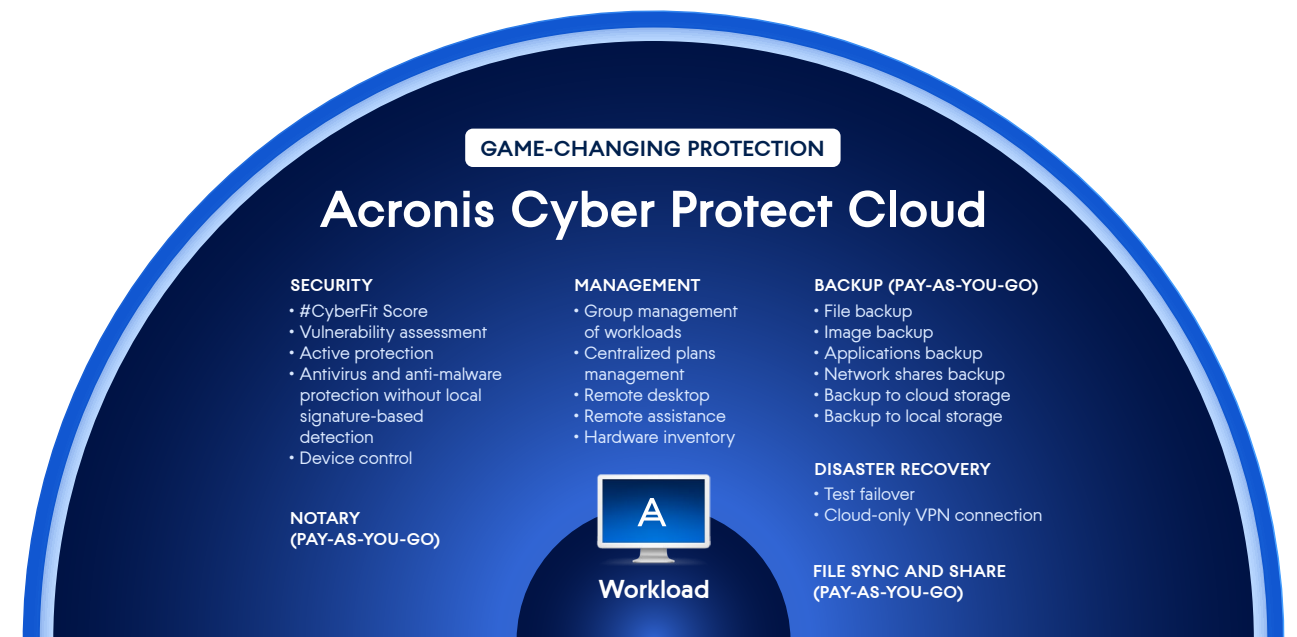 GAME-CHANGING PROTECTION
Acronis Cyber Protect Cloud
SECURITY
• #CyberFit Score
• Vulnerability assessment
• Active protection
• Antivirus and anti-malware
protection without local
signature-based
detection
• Device control
NOTARY
(PAY-AS-YOU-GO)
MANAGEMENT
• Group management
of workloads
• Centralized plans
management
• Remote desktop
• Remote assistance
• Hardware inventory
BACKUP (PAY-AS-YOU-GO)
• File backup
• Image backup
• Applications backup
• Network shares backup
• Backup to cloud storage
• Backup to local storage
DISASTER RECOVERY
• Test failover
• Cloud-only VPN connection
FILE SYNC AND SHARE
(PAY-AS-YOU-GO)
A
Workload